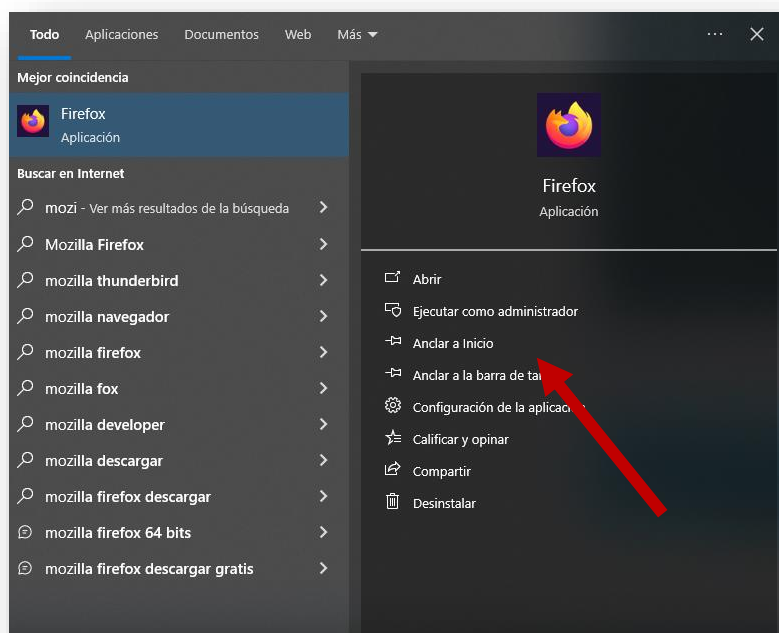 Todo Aplicaciones Documentos Web Más
Mejor coincidencia
Firefox
Aplicación
Buscar en Internet
mozi - Ver más resultados de la búsqueda
Mozilla Firefox
mozilla thunderbird
mozilla navegador
mozilla firefox
mozilla fox
mozilla developer
mozilla descargar
mozilla firefox descargar
mozilla firefox 64 bits
mozilla firefox descargar gratis
Firefox
Aplicación
Abrir
Ejecutar como administrador
Anclar a Inicio
Anclar a la barra de
Configuración de la
Calificar y opinar
Compartir
Desinstalar